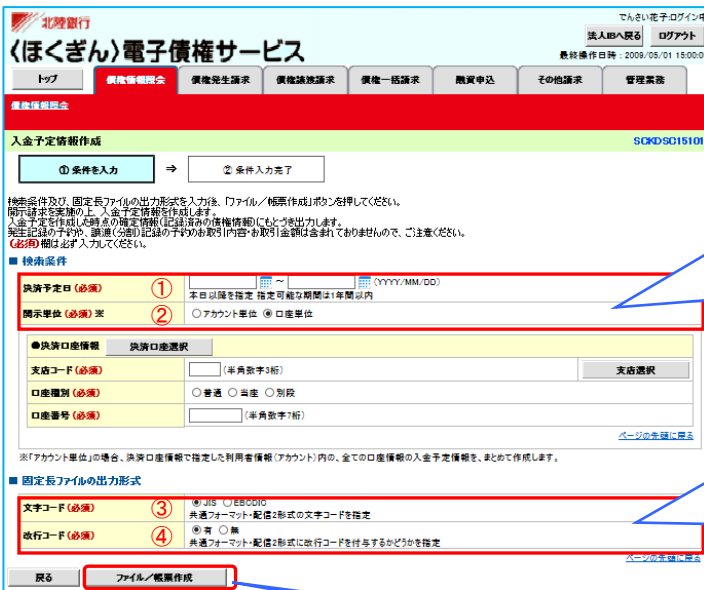 北陸銀行
でんさい花子:ログイン中
法人IBへ戻る ログアウト
〈ほくぎん〉電子債権サービス
最終操作日時 : 2009/05/01 15:00:0
トップ 債権情報照会 債権発生請求 債権譲渡請求 債権一括請求 融資申込 その他請求 管理業務
債権情報照会
入金予定情報作成 SCKDSC15101
① 条件を入力 ⇒ ② 条件入力完了
検索条件及び、固定長ファイルの出力形式を入力後、「ファイル/帳票作成」ボタンを押してください。
開示請求を実施の上、入金予定情報を作成します。
入金予定を作成した時点の確定情報(記録済みの債権情報)にもとづき出力します。
発生記録の予約や、譲渡(分割)記録の予約のお取引内容・お取引金額は含まれておりませんので、ご注意ください。
(必須)欄は必ず入力してください。
■ 検索条件
決済予定日 (必須) ① ~ (YYYY/MM/DD)
本日以降を指定 指定可能な期間は1年間以内
開示単位 (必須) ※ ② ○アカウント単位 ◉口座単位
●決済口座情報 決済口座選択
支店コード (必須) (半角数字3桁) 支店選択
口座種別 (必須) ○普通 ○当座 ○別段
口座番号 (必須) (半角数字7桁)
ページの先頭に戻る
※「アカウント単位」の場合、決済口座情報で指定した利用者情報(アカウント)内の、全ての口座情報の入金予定情報を、まとめて作成します。
■ 固定長ファイルの出力形式
文字コード (必須) ③ ◉JIS ○EBCDIC
共通フォーマット・配信2形式の文字コードを指定
改行コード (必須) ④ ◉有 ○無
共通フォーマット・配信2形式に改行コードを付与するかどうかを指定
ページの先頭に戻る
戻る ファイル/帳票作成